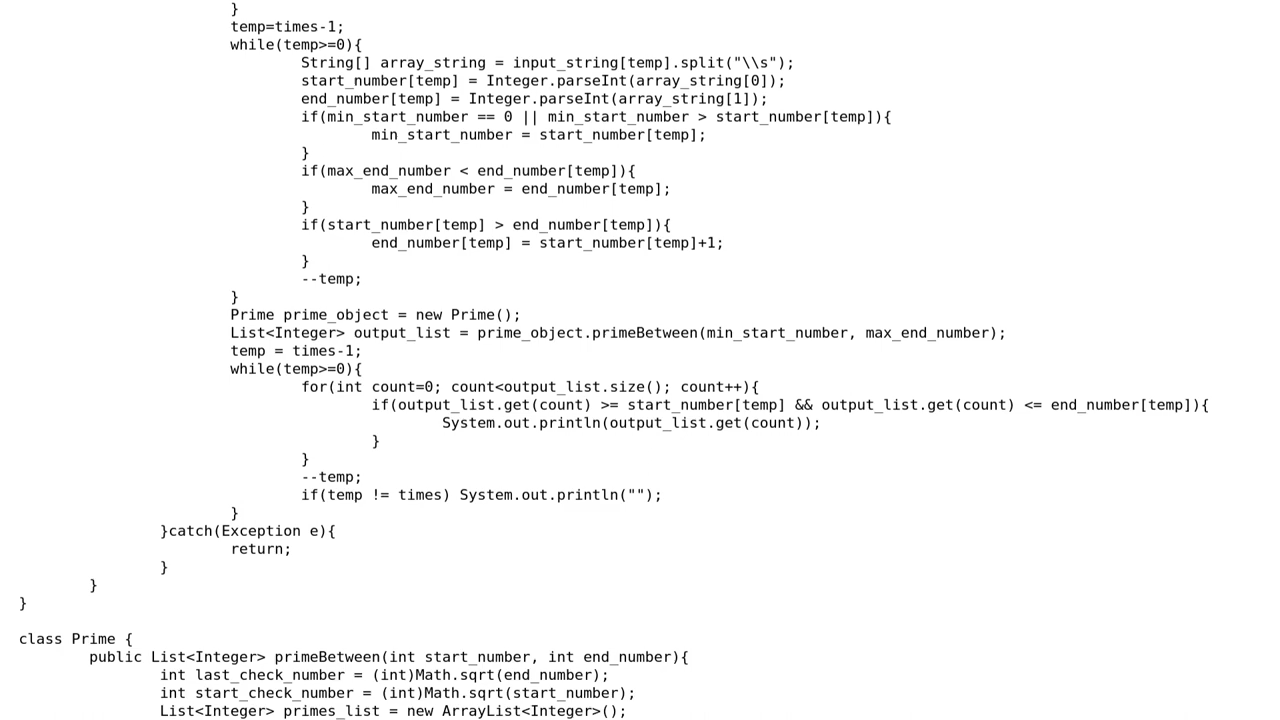 }
temp=times-1;
while(temp>=0){
String[] array_string = input_string[temp].split("\\s");
start_number[temp] = Integer.parseInt(array_string[0]);
end_number[temp] = Integer.parseInt(array_string[1]);
if(min_start_number == 0 || min_start_number > start_number[temp]){
min_start_number = start_number[temp];
}
if(max_end_number < end_number[temp]){
max_end_number = end_number[temp];
}
if(start_number[temp] > end_number[temp]){
end_number[temp] = start_number[temp]+1;
}
--temp;
}
Prime prime_object = new Prime();
List<Integer> output_list = prime_object.primeBetween(min_start_number, max_end_number);
temp = times-1;
while(temp>=0){
for(int count=0; count<output_list.size(); count++){
if(output_list.get(count) >= start_number[temp] && output_list.get(count) <= end_number[temp]){
System.out.println(output_list.get(count));
}
}
--temp;
if(temp != times) System.out.println("");
}
}catch(Exception e){
return;
}
}
}
class Prime {
public List<Integer> primeBetween(int start_number, int end_number){
int last_check_number = (int)Math.sqrt(end_number);
int start_check_number = (int)Math.sqrt(start_number);
List<Integer> primes_list = new ArrayList<Integer>();